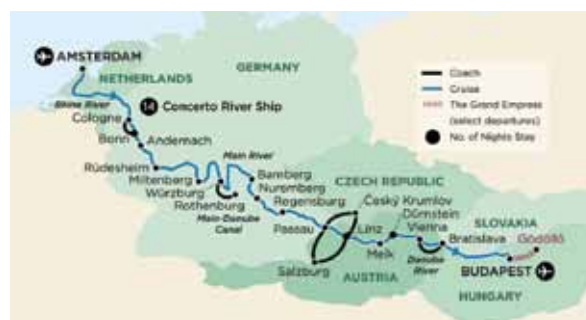 AMSTERDAM
NETHERLANDS
GERMANY
Rhine River
14 Concerto River Ship
Cologne
Bonn
Andernach
Rüdesheim
Main River
Miltenberg
Bamberg
Würzburg
Nuremberg
Rothenburg
Regensburg
Main-Danube
Canal
CZECH REPUBLIC
Český Krumlov
Passau
Linz
Dürnstein
Vienna
SLOVAKIA
Melk
Bratislava
Gödöllő
Salzburg
Danube
River
AUSTRIA
BUDAPEST
HUNGARY
Coach
Cruise
The Grand Empress
(select departures)
No. of Nights Stay